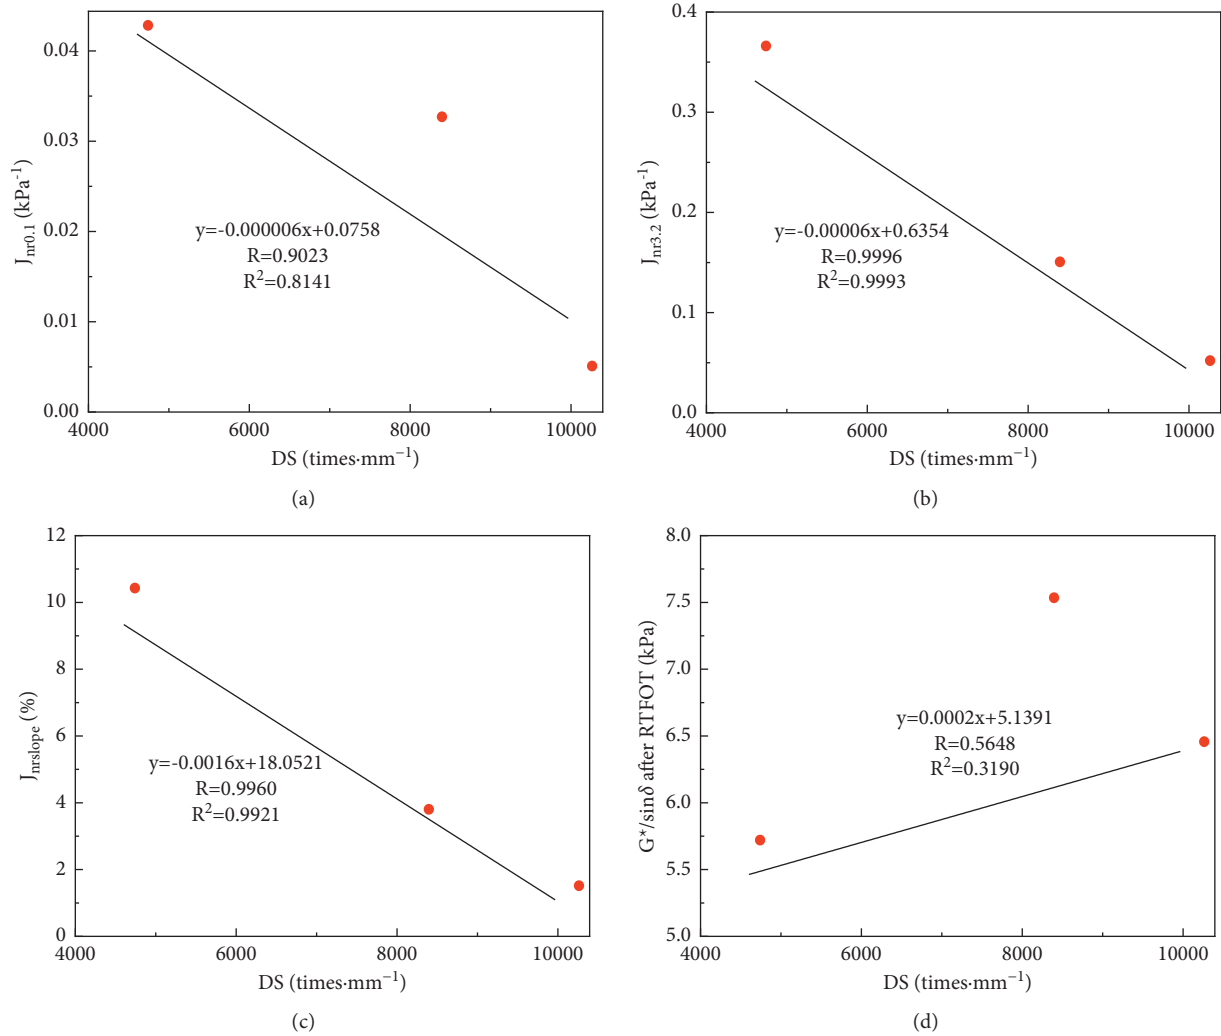 0.04
0.03
0.02
0.01
0.00
J_nr0.1 (kPa⁻¹)
y=-0.000006x+0.0758
R=0.9023
R²=0.8141
4000 6000 8000 10000
DS (times·mm⁻¹)
(a)
0.4
0.3
0.2
0.1
0.0
J_nr3.2 (kPa⁻¹)
y=-0.00006x+0.6354
R=0.9996
R²=0.9993
4000 6000 8000 10000
DS (times·mm⁻¹)
(b)
12
10
8
6
4
2
0
J_nrslope (%)
y=-0.0016x+18.0521
R=0.9960
R²=0.9921
4000 6000 8000 10000
DS (times·mm⁻¹)
(c)
8.0
7.5
7.0
6.5
6.0
5.5
5.0
G*/sinδ after RTFOT (kPa)
y=0.0002x+5.1391
R=0.5648
R²=0.3190
4000 6000 8000 10000
DS (times·mm⁻¹)
(d)